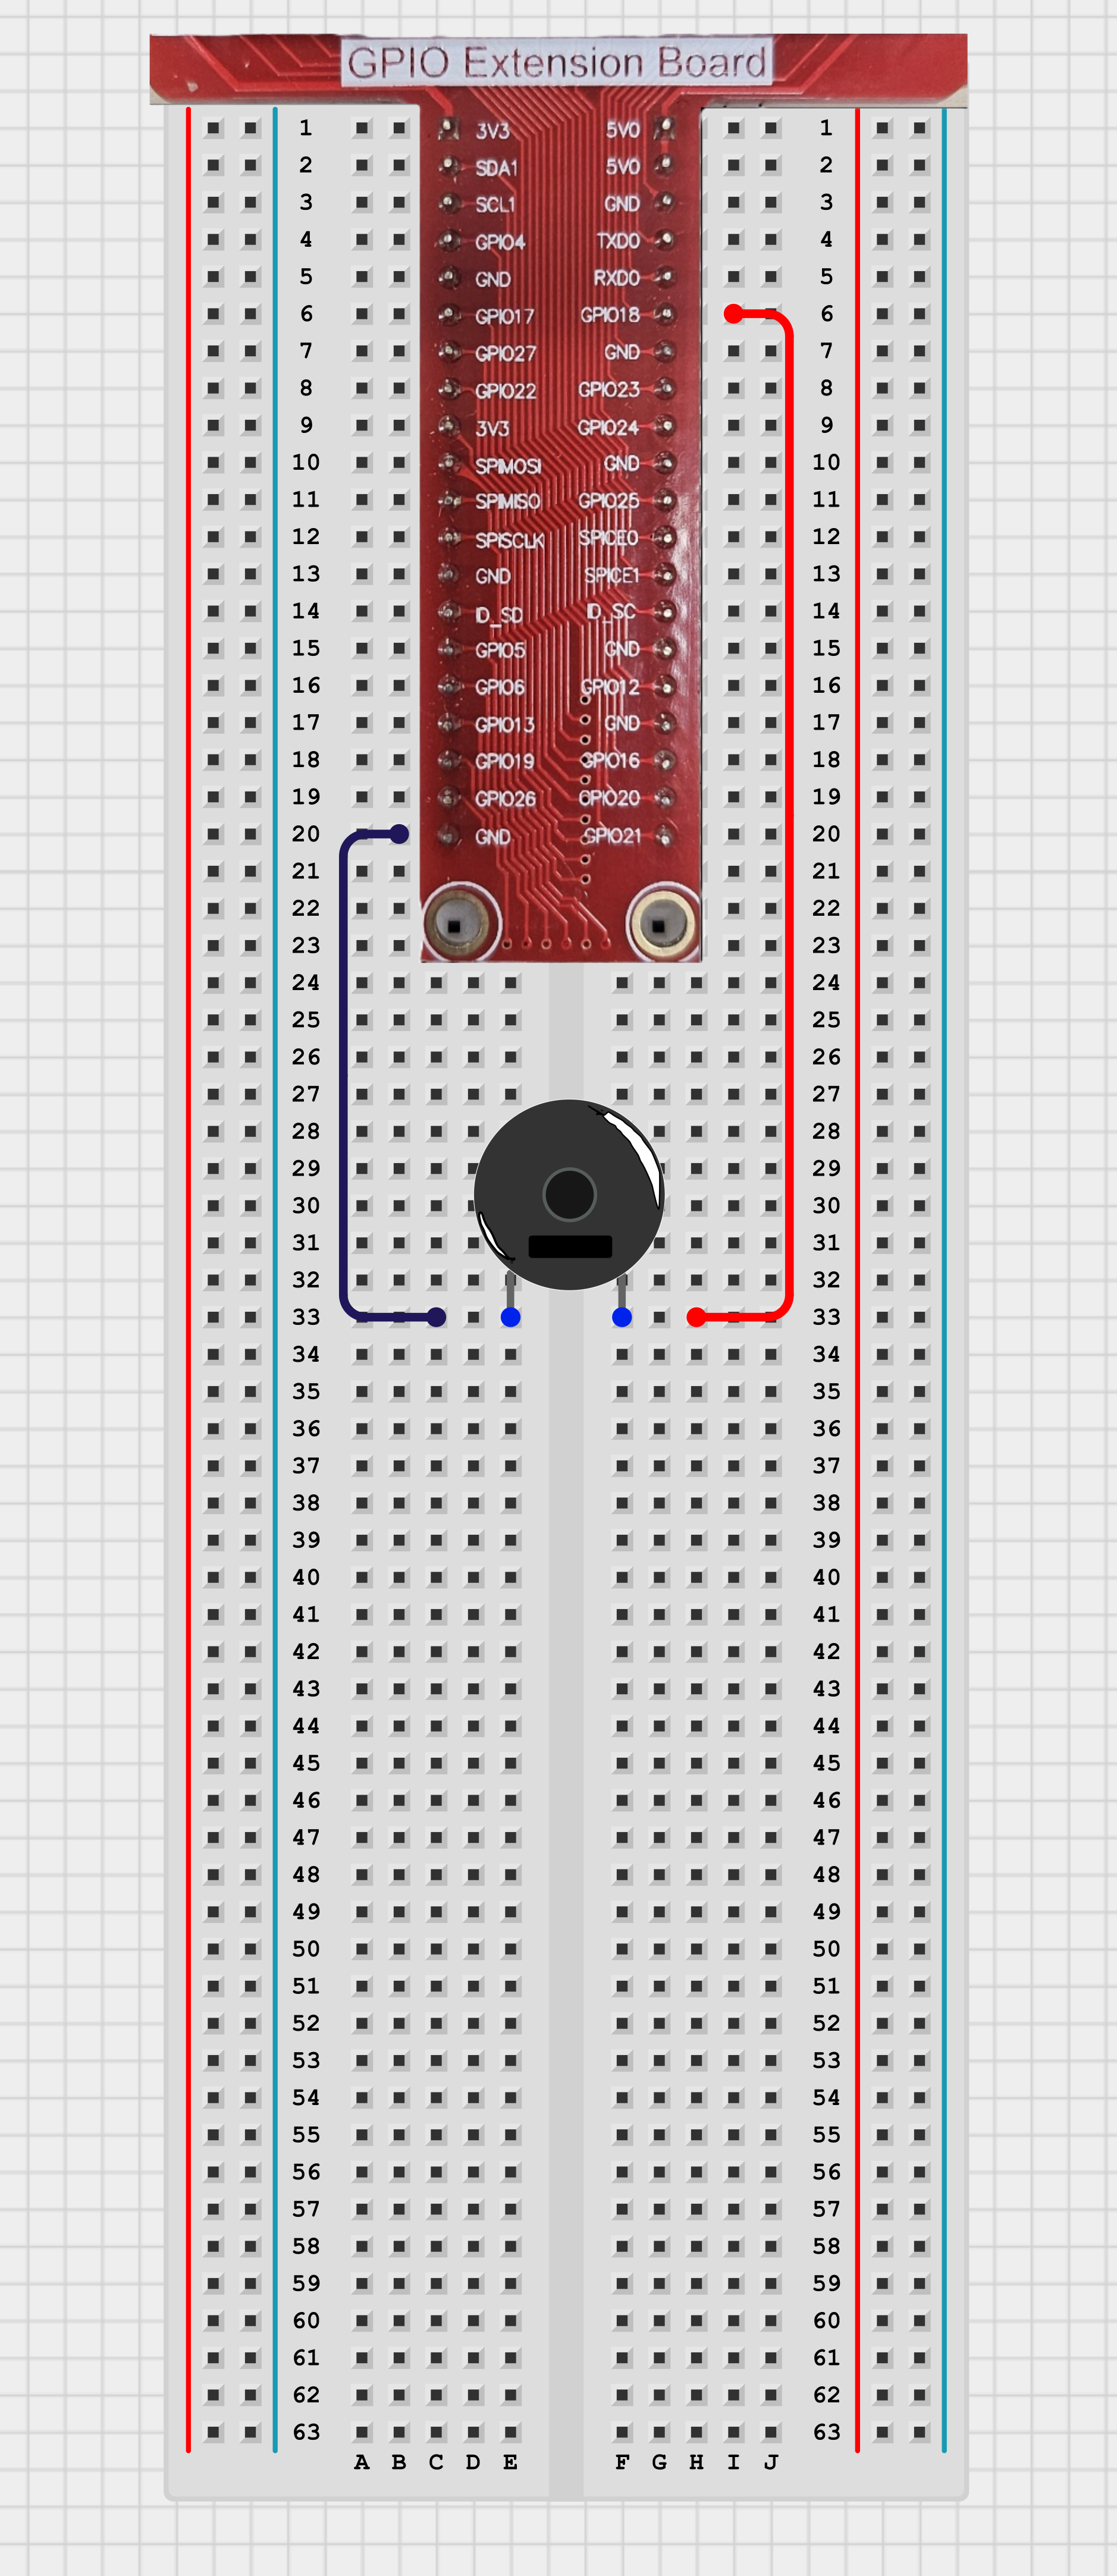 GPIO Extension Board
1 3V3 5V0 1
2 SDA1 5V0 2
3 SCL1 GND 3
4 GPIO4 TXD0 4
5 GND RXD0 5
6 GPIO17 GPIO18 6
7 GPIO27 GND 7
8 GPIO22 GPIO23 8
9 3V3 GPIO24 9
10 SPIMOSI GND 10
11 SPIMISO GPIO25 11
12 SPISCLK SPICE0 12
13 GND SPICE1 13
14 ID_SD ID_SC 14
15 GPIO5 GND 15
16 GPIO6 GPIO12 16
17 GPIO13 GND 17
18 GPIO19 GPIO16 18
19 GPIO26 GPIO20 19
20 GND GPIO21 20
21 21
22 22
23 23
24 24
25 25
26 26
27 27
28 28
29 29
30 30
31 31
32 32
33 33
34 34
35 35
36 36
37 37
38 38
39 39
40 40
41 41
42 42
43 43
44 44
45 45
46 46
47 47
48 48
49 49
50 50
51 51
52 52
53 53
54 54
55 55
56 56
57 57
58 58
59 59
60 60
61 61
62 62
63 63
A B C D E F G H I J